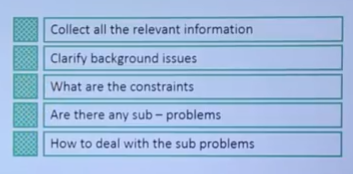 Collect all the relevant information
Clarify background issues
What are the constraints
Are there any sub – problems
How to deal with the sub problems